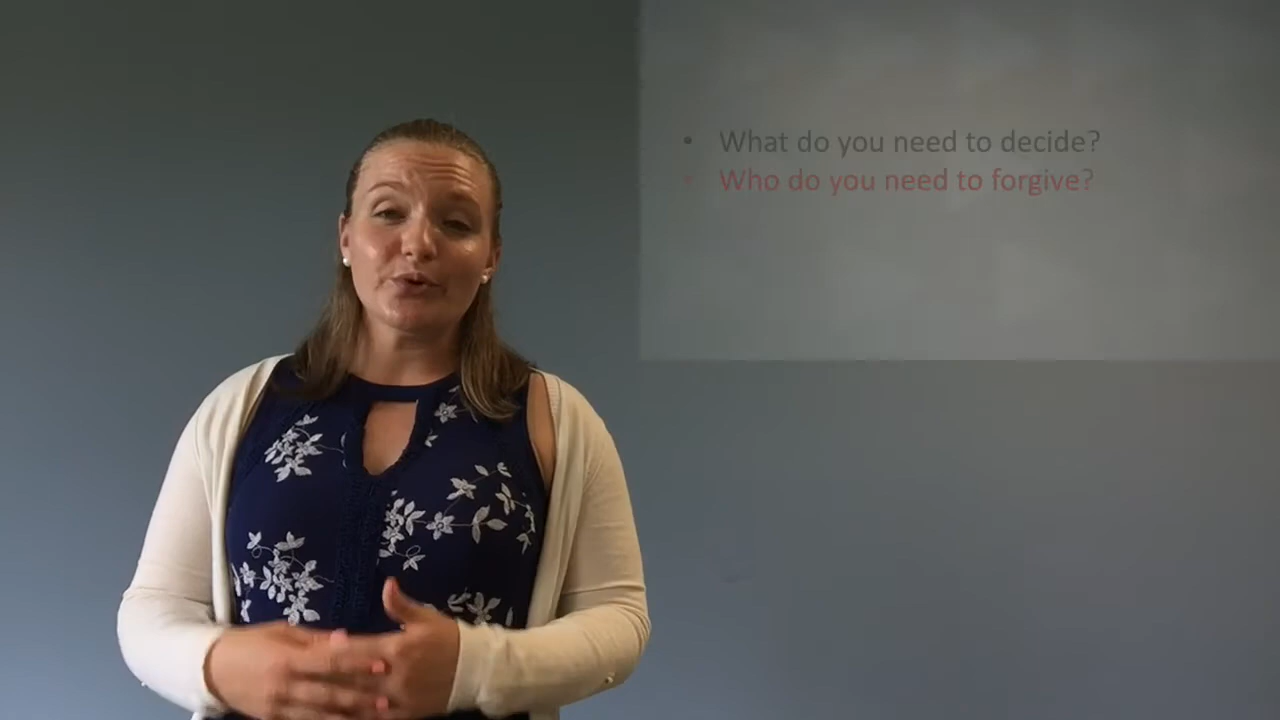 • What do you need to decide?
• Who do you need to forgive?